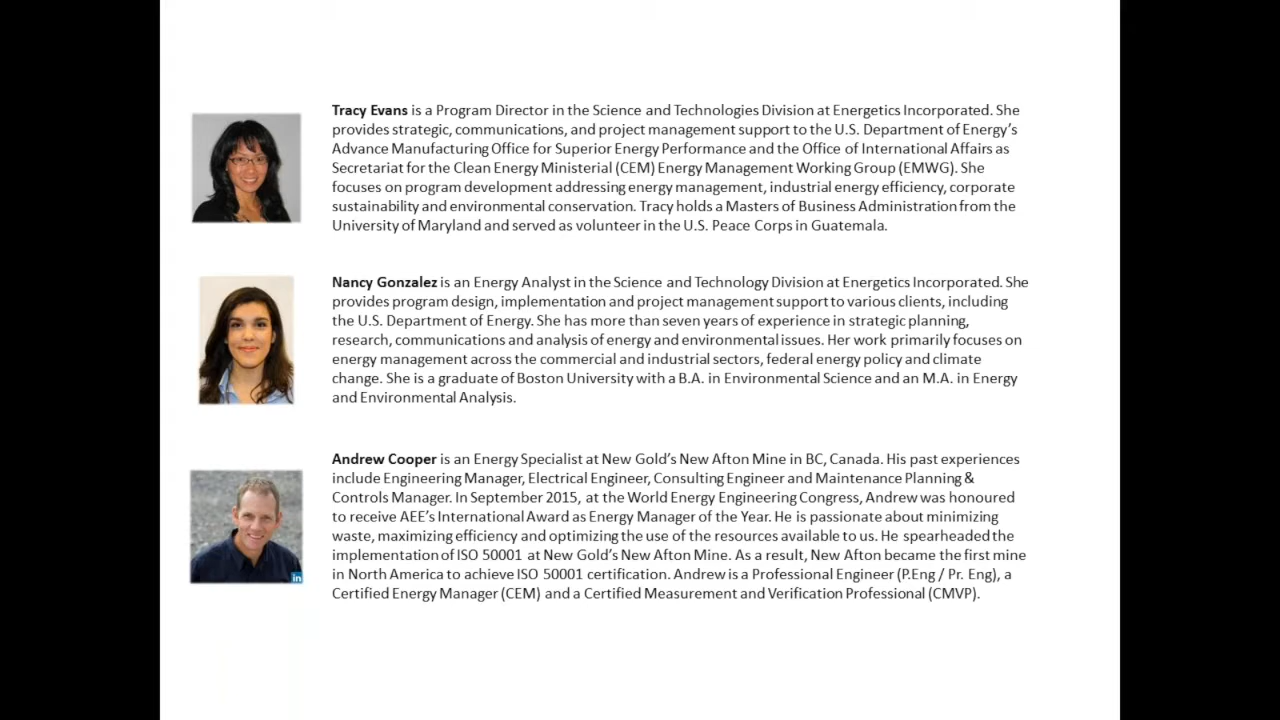 Tracy Evans is a Program Director in the Science and Technologies Division at Energetics Incorporated. She
provides strategic, communications, and project management support to the U.S. Department of Energy's
Advance Manufacturing Office for Superior Energy Performance and the Office of International Affairs as
Secretariat for the Clean Energy Ministerial (CEM) Energy Management Working Group (EMWG). She
focuses on program development addressing energy management, industrial energy efficiency, corporate
sustainability and environmental conservation. Tracy holds a Masters of Business Administration from the
University of Maryland and served as volunteer in the U.S. Peace Corps in Guatemala.
Nancy Gonzalez is an Energy Analyst in the Science and Technology Division at Energetics Incorporated. She
provides program design, implementation and project management support to various clients, including
the U.S. Department of Energy. She has more than seven years of experience in strategic planning,
research, communications and analysis of energy and environmental issues. Her work primarily focuses on
energy management across the commercial and industrial sectors, federal energy policy and climate
change. She is a graduate of Boston University with a B.A. in Environmental Science and an M.A. in Energy
and Environmental Analysis.
Andrew Cooper is an Energy Specialist at New Gold's New Afton Mine in BC, Canada. His past experiences
include Engineering Manager, Electrical Engineer, Consulting Engineer and Maintenance Planning &
Controls Manager. In September 2015, at the World Energy Engineering Congress, Andrew was honoured
to receive AEE's International Award as Energy Manager of the Year. He is passionate about minimizing
waste, maximizing efficiency and optimizing the use of the resources available to us. He spearheaded the
implementation of ISO 50001 at New Gold's New Afton Mine. As a result, New Afton became the first mine
in North America to achieve ISO 50001 certification. Andrew is a Professional Engineer (P.Eng / Pr. Eng), a
Certified Energy Manager (CEM) and a Certified Measurement and Verification Professional (CMVP).
in